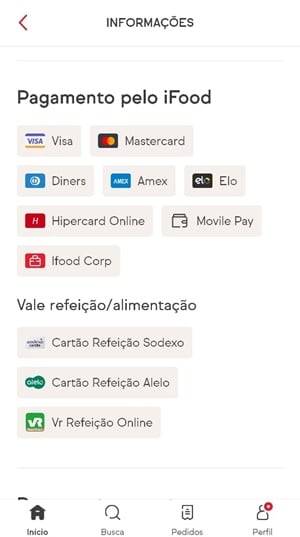 INFORMAÇÕES
Pagamento pelo iFood
VISA Visa
Mastercard
Diners
AMEX Amex
elo Elo
H Hipercard Online
Movile Pay
Ifood Corp
Vale refeição/alimentação
Cartão Refeição Sodexo
alelo Cartão Refeição Alelo
VR Vr Refeição Online
Início
Busca
Pedidos
Perfil